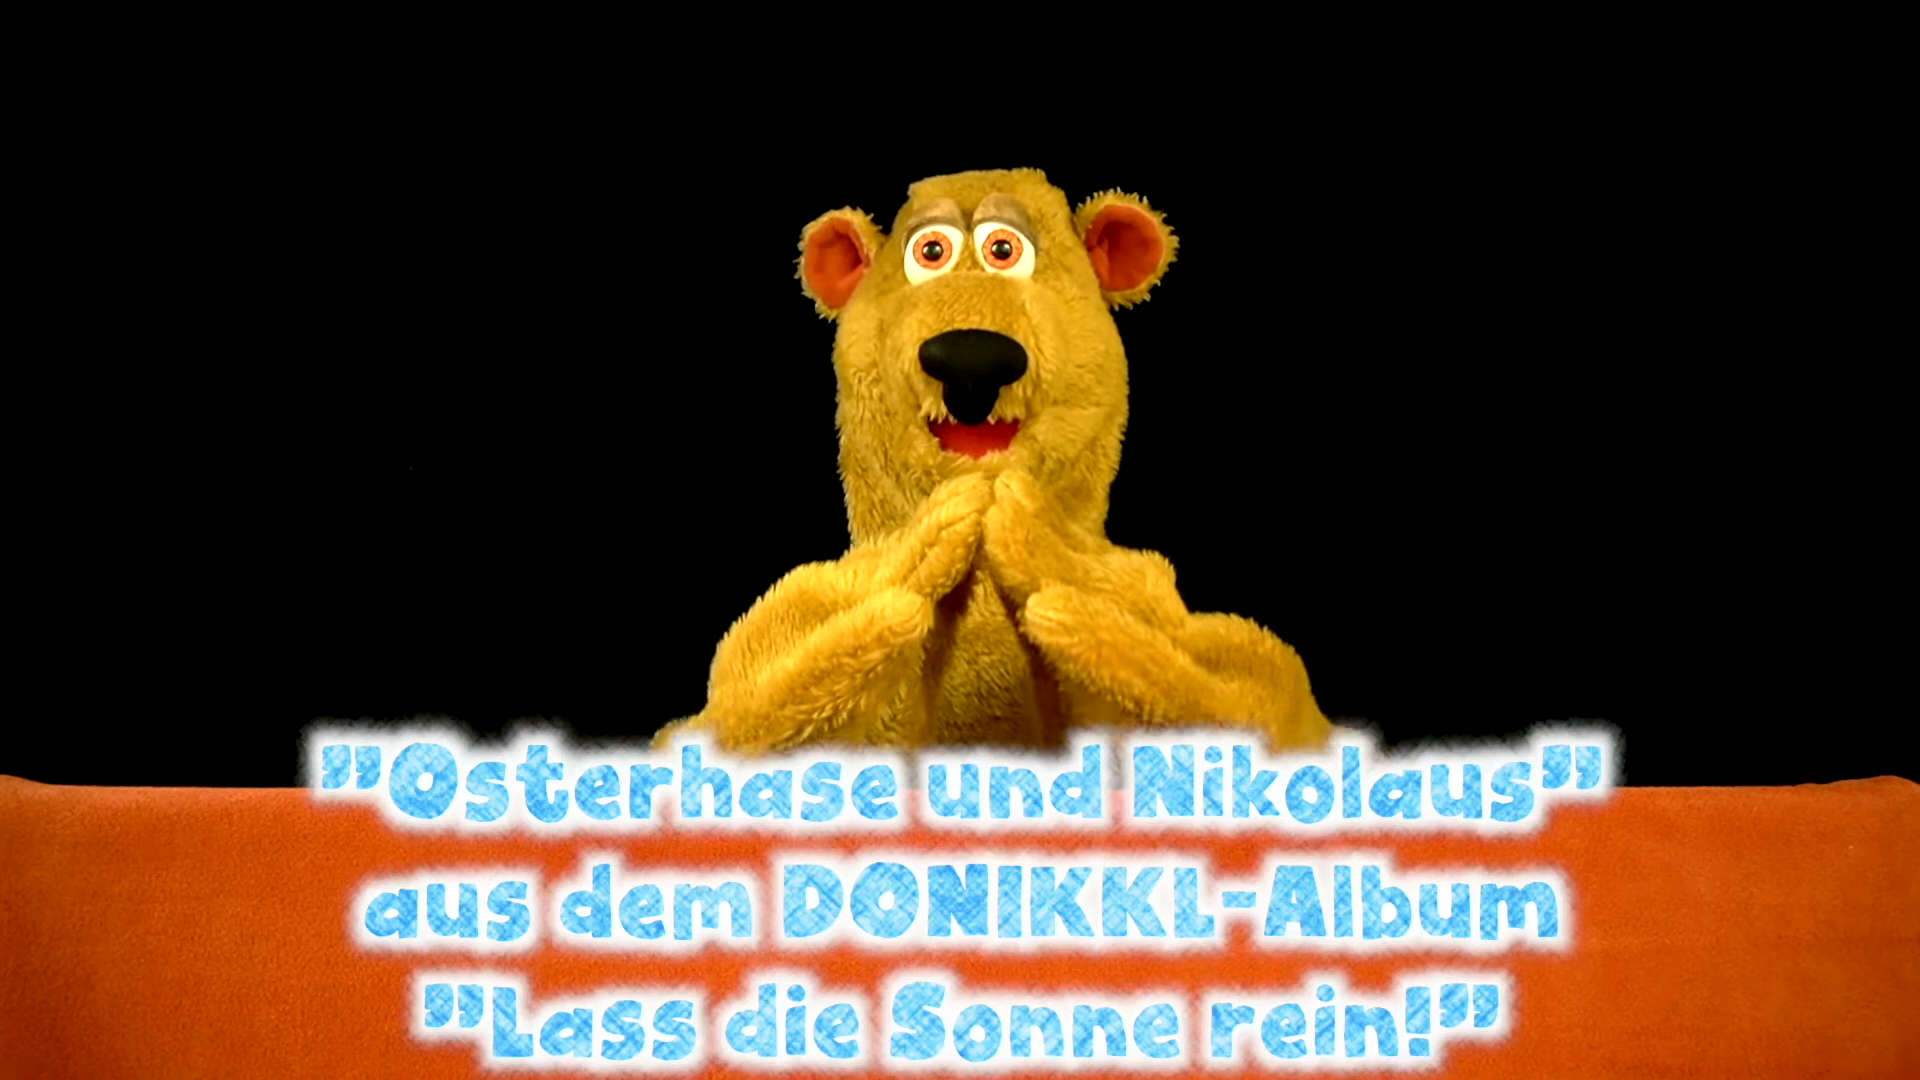 "Osterhase und Nikolaus"
aus dem DONIKKL-Album
"Lass die Sonne rein!"